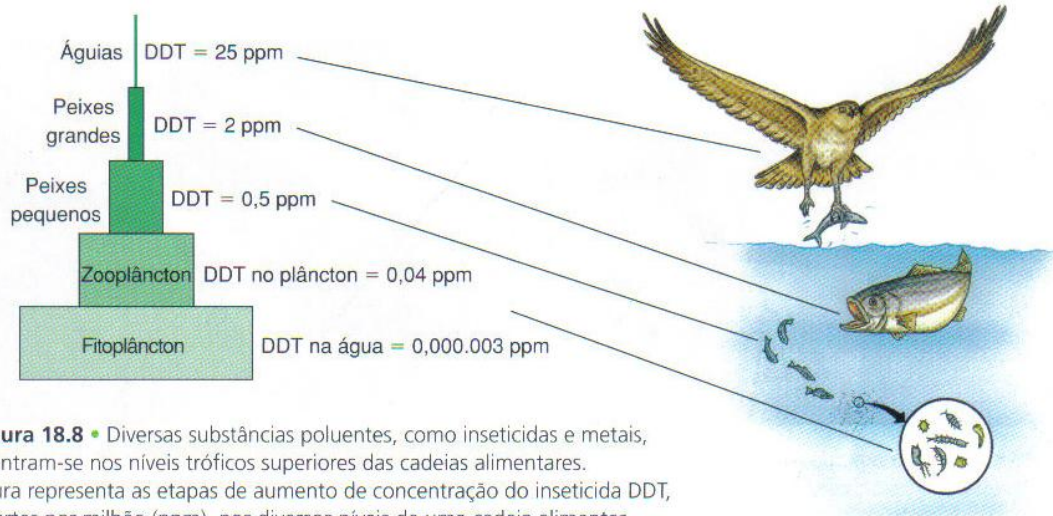 Águias DDT = 25 ppm
Peixes
grandes
DDT = 2 ppm
Peixes
pequenos
DDT = 0,5 ppm
Zooplâncton DDT no plâncton = 0,04 ppm
Fitoplâncton DDT na água = 0,000.003 ppm
ura 18.8 • Diversas substâncias poluentes, como inseticidas e metais,
ntram-se nos níveis tróficos superiores das cadeias alimentares.
ura representa as etapas de aumento de concentração do inseticida DDT,